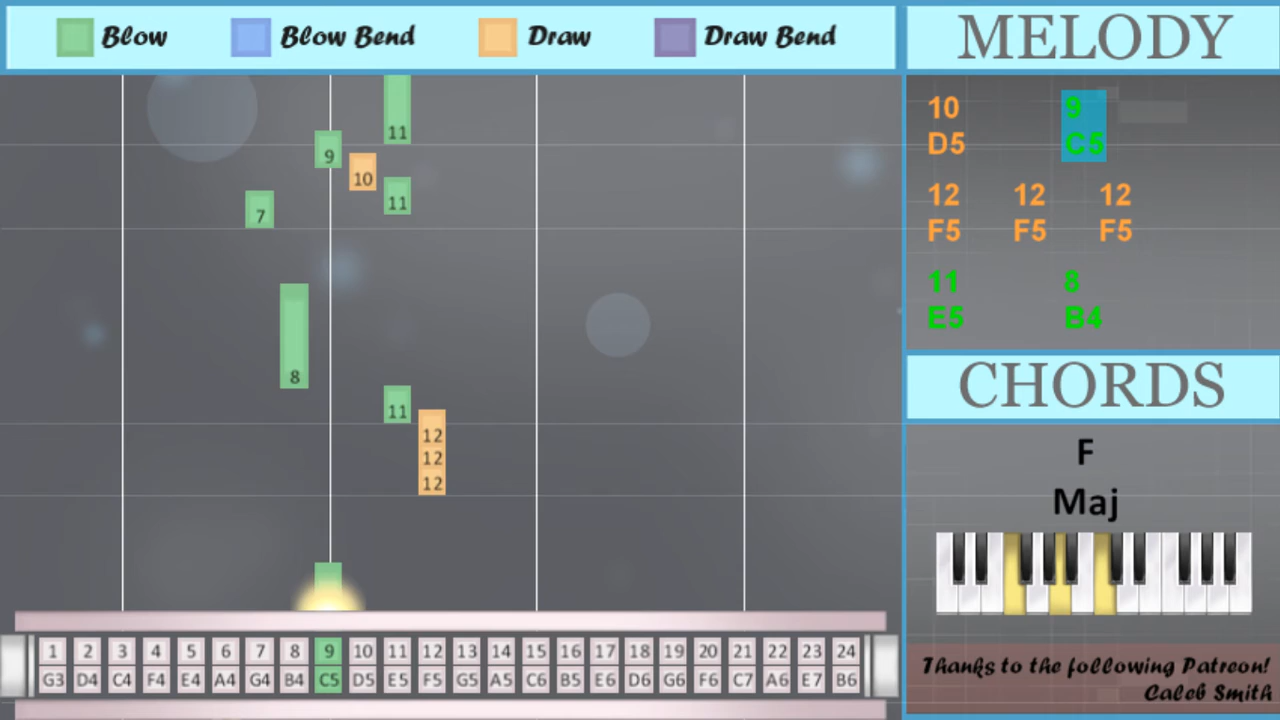 Blow Blow Bend Draw Draw Bend
MELODY
10 9
D5 C5
12 12 12
F5 F5 F5
11 8
E5 B4
CHORDS
F
Maj
11
9
10
11
7
8
11
12
12
12
1 2 3 4 5 6 7 8 9 10 11 12 13 14 15 16 17 18 19 20 21 22 23 24
G3 D4 C4 F4 E4 A4 G4 B4 C5 D5 E5 F5 G5 A5 C6 B5 E6 D6 G6 F6 C7 A6 E7 B6
Thanks to the following Patreon!
Caleb Smith